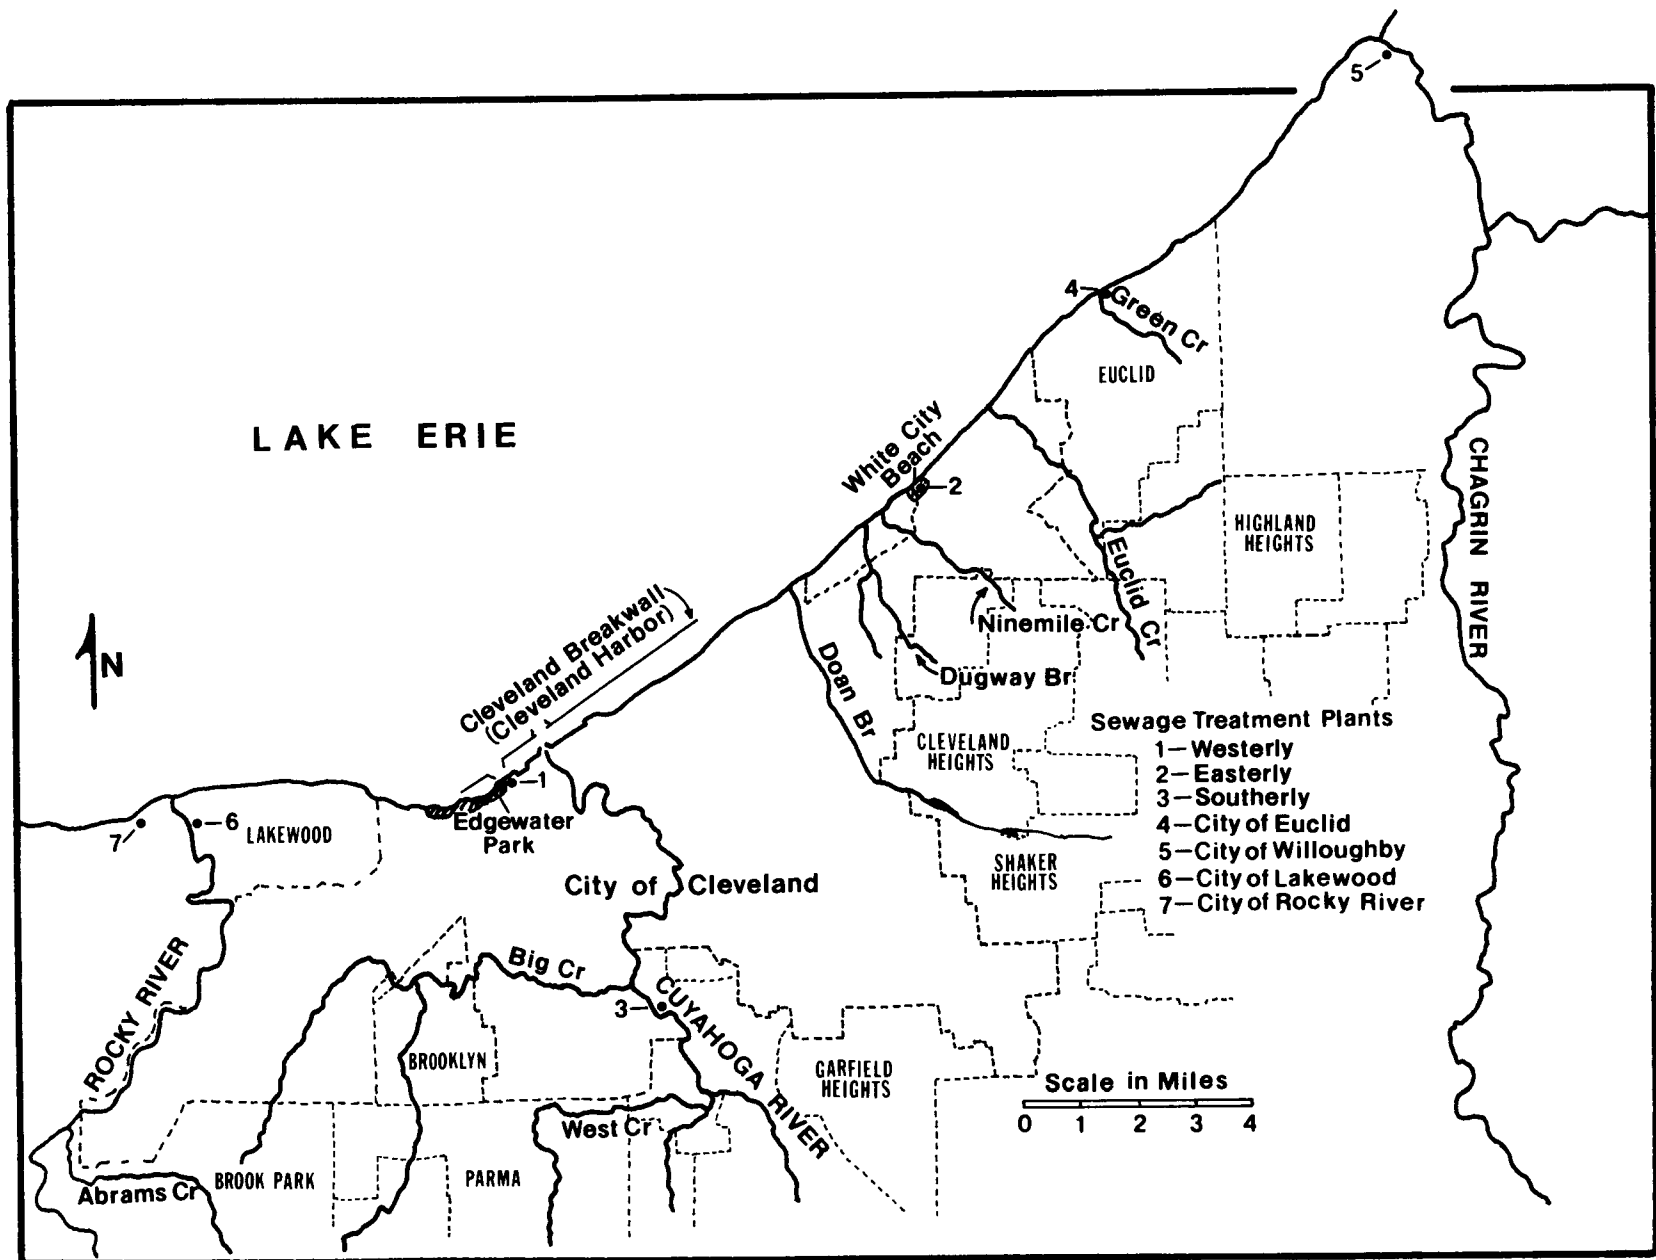 5
LAKE ERIE
4
Green Cr
EUCLID
White City
Beach
2
CHAGRIN RIVER
HIGHLAND
HEIGHTS
Euclid Cr
Cleveland Breakwall
(Cleveland Harbor)
N
Ninemile Cr
Dugway Br
Doan Br
CLEVELAND
HEIGHTS
Sewage Treatment Plants
1—Westerly
2—Easterly
3—Southerly
4—City of Euclid
5—City of Willoughby
6—City of Lakewood
7—City of Rocky River
1
Edgewater
Park
7
6
LAKEWOOD
SHAKER
HEIGHTS
City of Cleveland
ROCKY RIVER
Big Cr
3
CUYAHOGA RIVER
BROOKLYN
GARFIELD
HEIGHTS
Scale in Miles
0 1 2 3 4
West Cr
Abrams Cr
BROOK PARK
PARMA